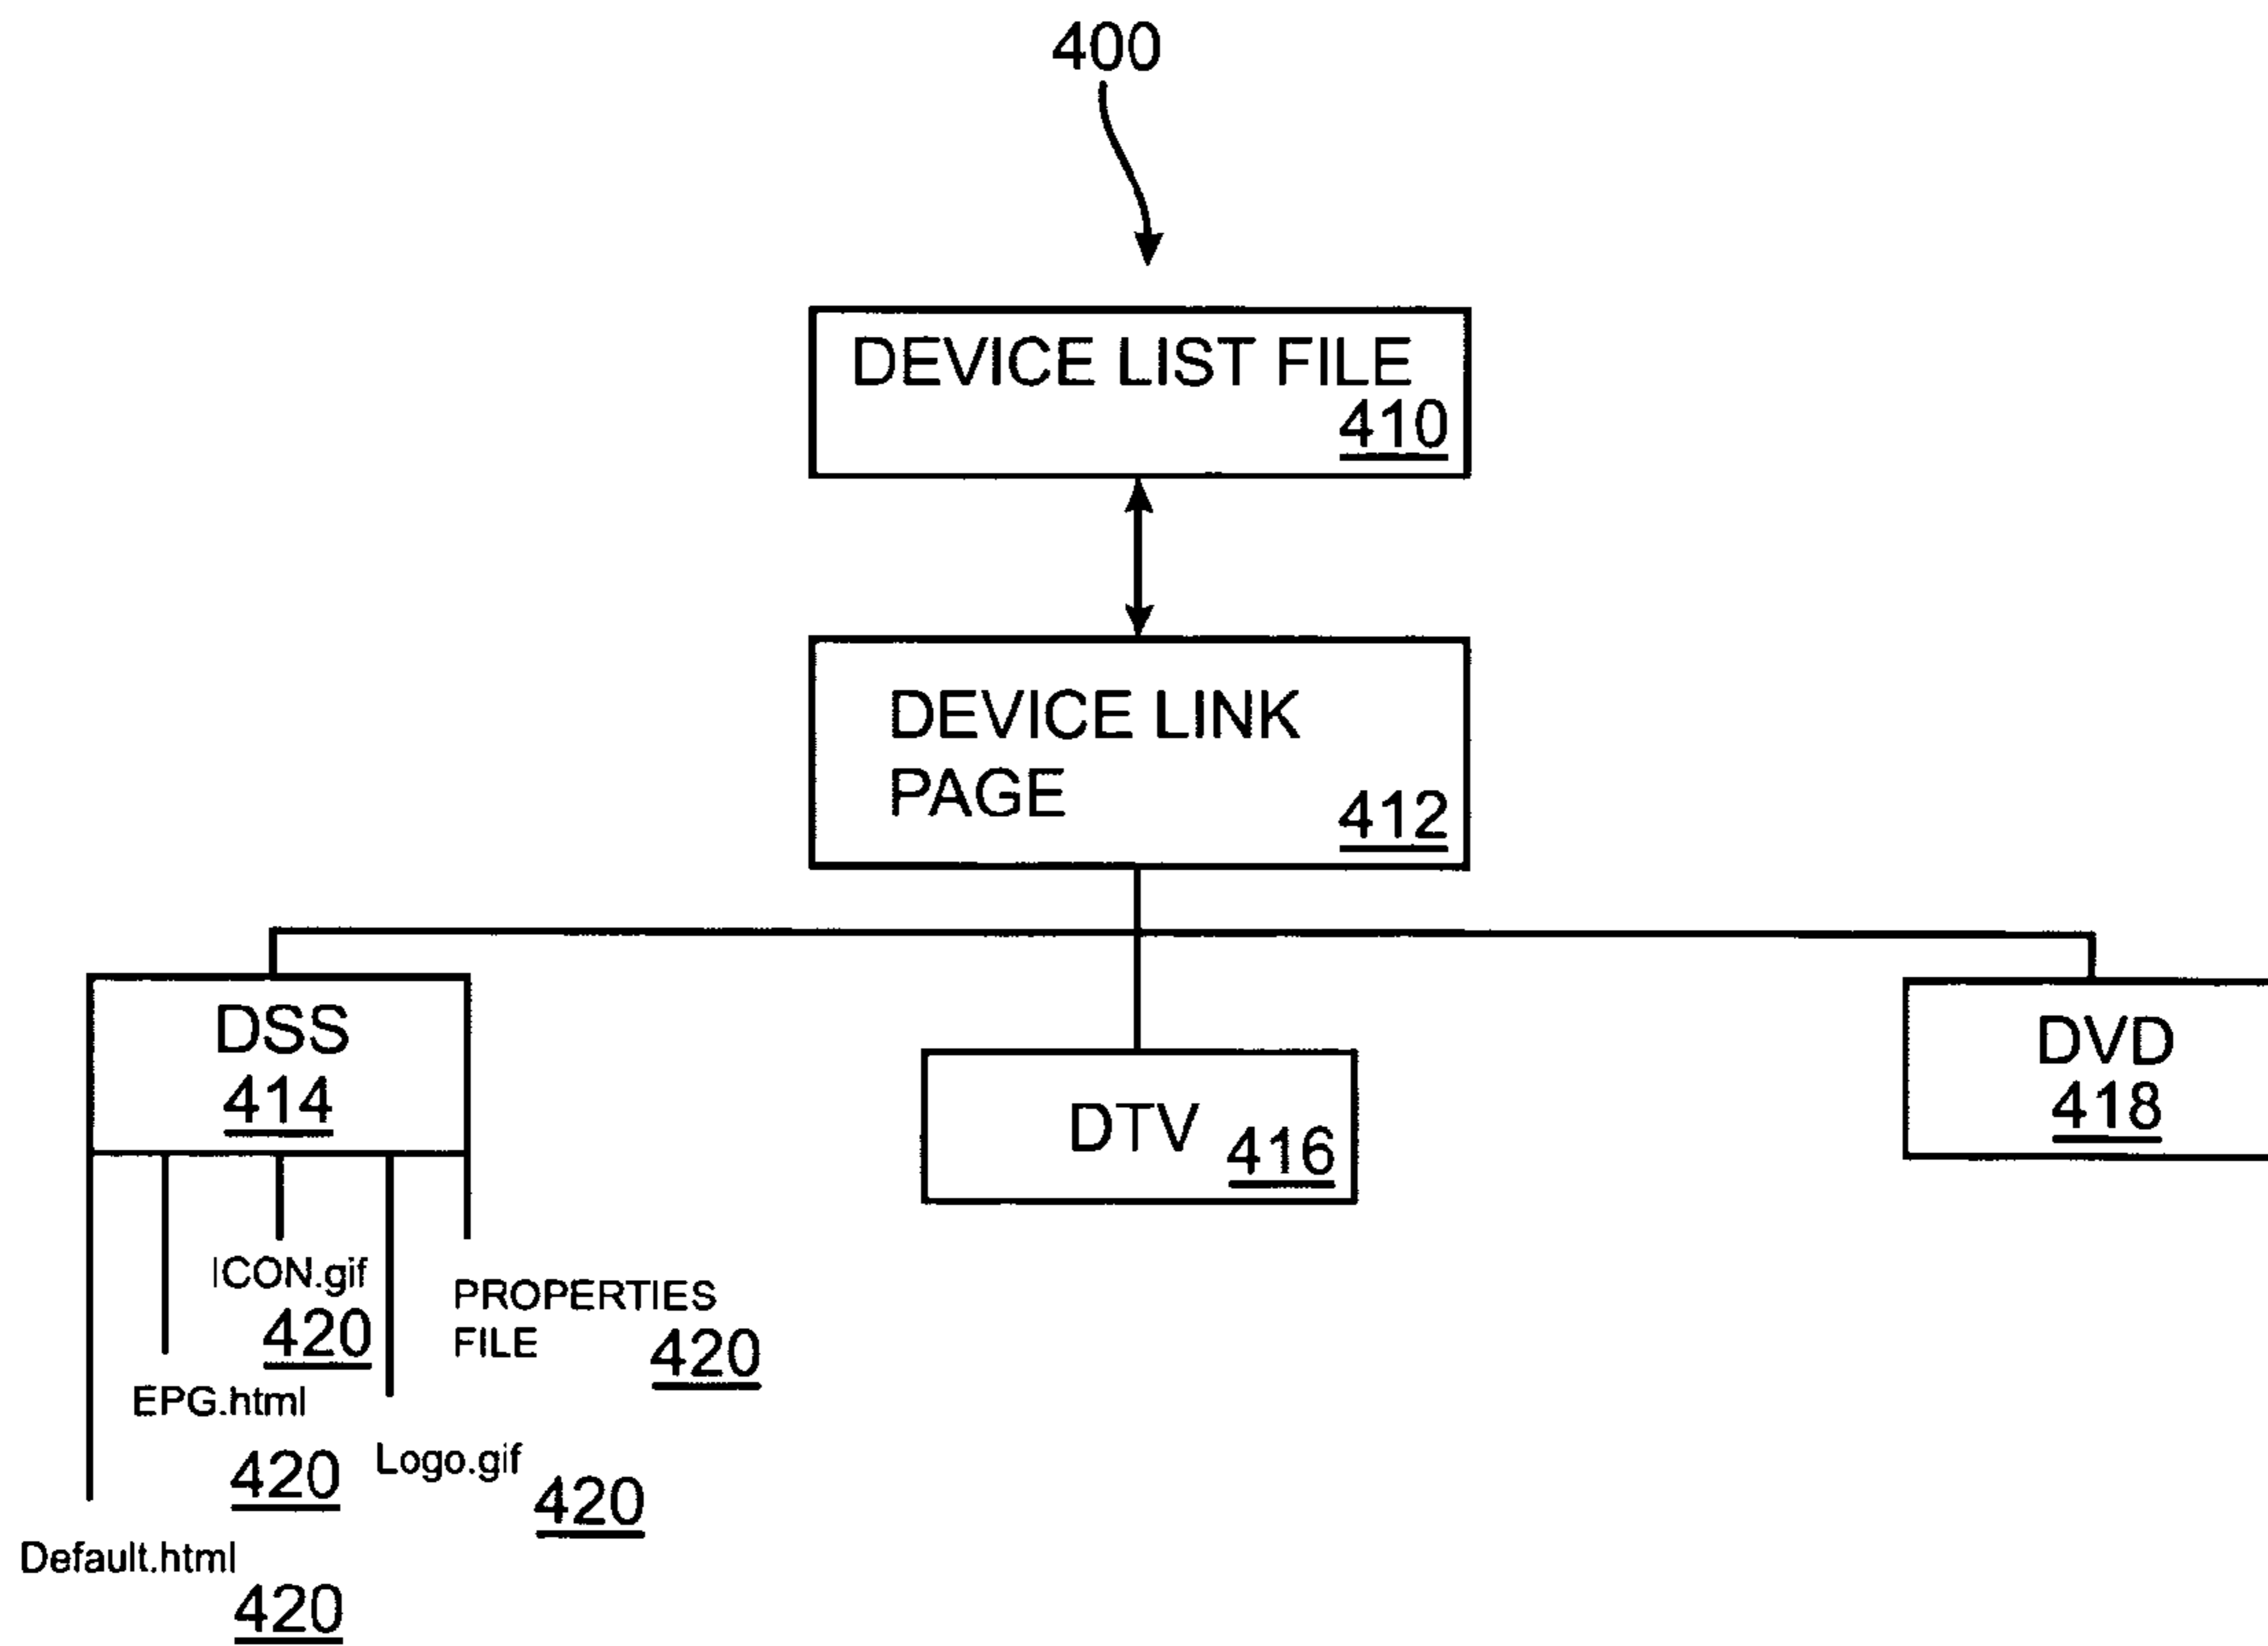 400
DEVICE LIST FILE
410
DEVICE LINK
PAGE
412
DSS
414
DTV 416
DVD
418
ICON.gif
420
PROPERTIES
FILE
420
EPG.html
420
Logo.gif
420
Default.html
420